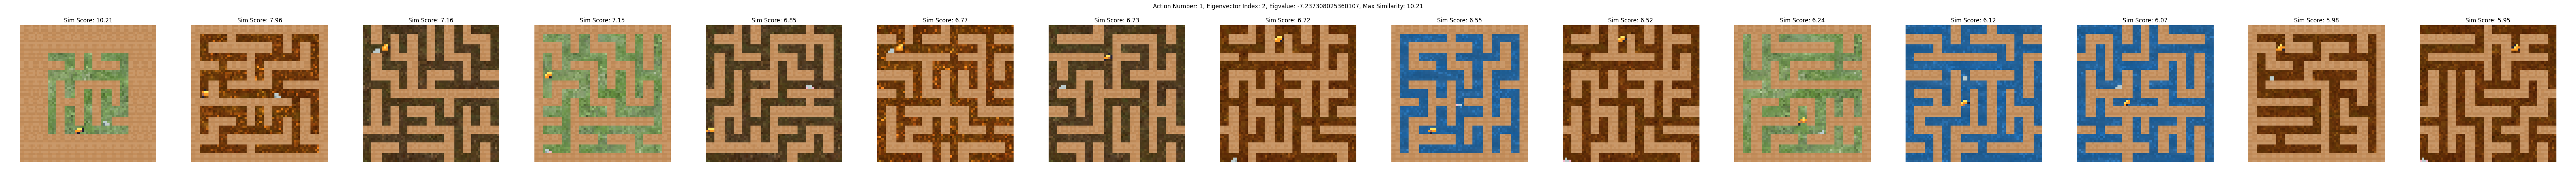 Action Number: 1, Eigenvector Index: 2, Eigvalue: -7.237308025360107, Max Similarity: 10.21
Sim Score: 10.21
Sim Score: 7.96
Sim Score: 7.16
Sim Score: 7.15
Sim Score: 6.85
Sim Score: 6.77
Sim Score: 6.73
Sim Score: 6.72
Sim Score: 6.55
Sim Score: 6.52
Sim Score: 6.24
Sim Score: 6.12
Sim Score: 6.07
Sim Score: 5.98
Sim Score: 5.95